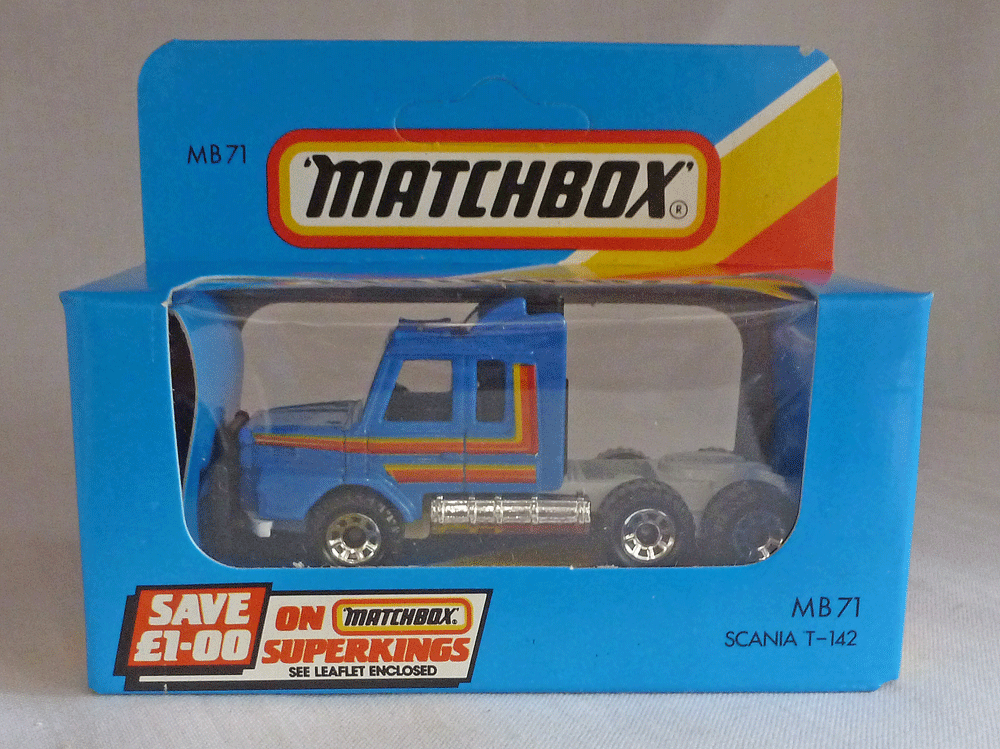 MB71
'MATCHBOX'®
SAVE
£1-00
ON 'MATCHBOX'
SUPERKINGS
SEE LEAFLET ENCLOSED
MB71
SCANIA T-142